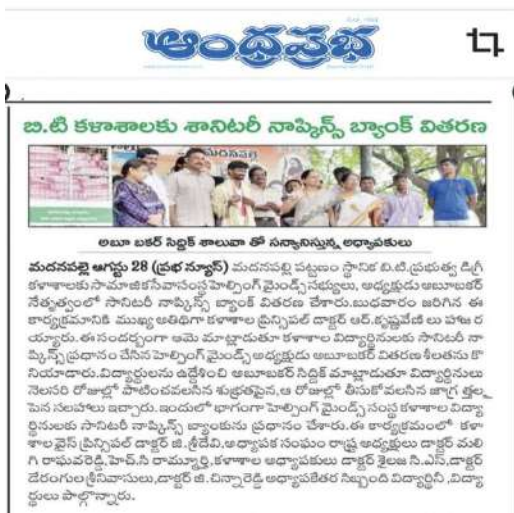 ఆంధ్రప్రభ
బి.టి కళాశాలకు శానిటరీ నాప్కిన్స్ బ్యాంక్ వితరణ
అబూ బకర్ సిద్దిక్ శాలువా తో సన్మానిస్తున్న అధ్యాపకులు
మదనపల్లె ఆగస్టు 28 (ప్రభ న్యూస్) మదనపల్లి పట్టణం స్థానిక బి.టి.ప్రభుత్వ డిగ్రీ
కళాశాలకు సామాజికసేవాసంస్థ హెల్పింగ్ మైండ్స్ సభ్యులు, అధ్యక్షుడు అబూబకర్
నేతృత్వంలో సానిటరీ నాప్కిన్స్ బ్యాంక్ వితరణ చేశారు.బుధవారం జరిగిన ఈ
కార్యక్రమానికి ముఖ్య అతిథిగా కళాశాల ప్రిన్సిపల్ డాక్టర్ ఆర్.కృష్ణవేణి లు హాజర
య్యారు.ఈ సందర్భంగా ఆమె మాట్లాడుతూ కళాశాల విద్యార్థినులకు సానిటరీ నా
ప్కిన్స్ ప్రధానం చేసిన హెల్పింగ్ మైండ్స్ అధ్యక్షుడు అబూబకర్ వితరణ శీలతను కొ
నియాడారు.విద్యార్థులను ఉద్దేశించి అబూబకర్ సిద్దిక్ మాట్లాడుతూ విద్యార్థినులు
నెలసరి రోజుల్లో పాటించవలసిన శుభ్రతపైన,ఆ రోజుల్లో తీసుకోవలసిన జాగ్ర త్తల
పైన సలహాలు ఇచ్చారు.ఇందులో భాగంగా హెల్పింగ్ మైండ్స్ సంస్థ కళాశాల విద్యా
ర్థినులకు సానిటరీ నాప్కిన్స్ బ్యాంకును ప్రధానం చేశారు.ఈ కార్యక్రమంలో కళా
శాల వైస్ ప్రిన్సిపల్ డాక్టర్ జి.శ్రీదేవి,అధ్యాపక సంఘం రాష్ట్ర అధ్యక్షులు డాక్టర్ మలి
గి రాఘవరెడ్డి,హెచ్.సి రామ్మూర్తి,కళాశాల అధ్యాపకులు డాక్టర్ శైలజ సి.ఎస్,డాక్టర్
దేరంగుల శ్రీనివాసులు,డాక్టర్ జి.చిన్నారెడ్డి అధ్యాపకేతర సిబ్బంది విద్యార్థినీ ,విద్యా
ర్థులు పాల్గొన్నారు.